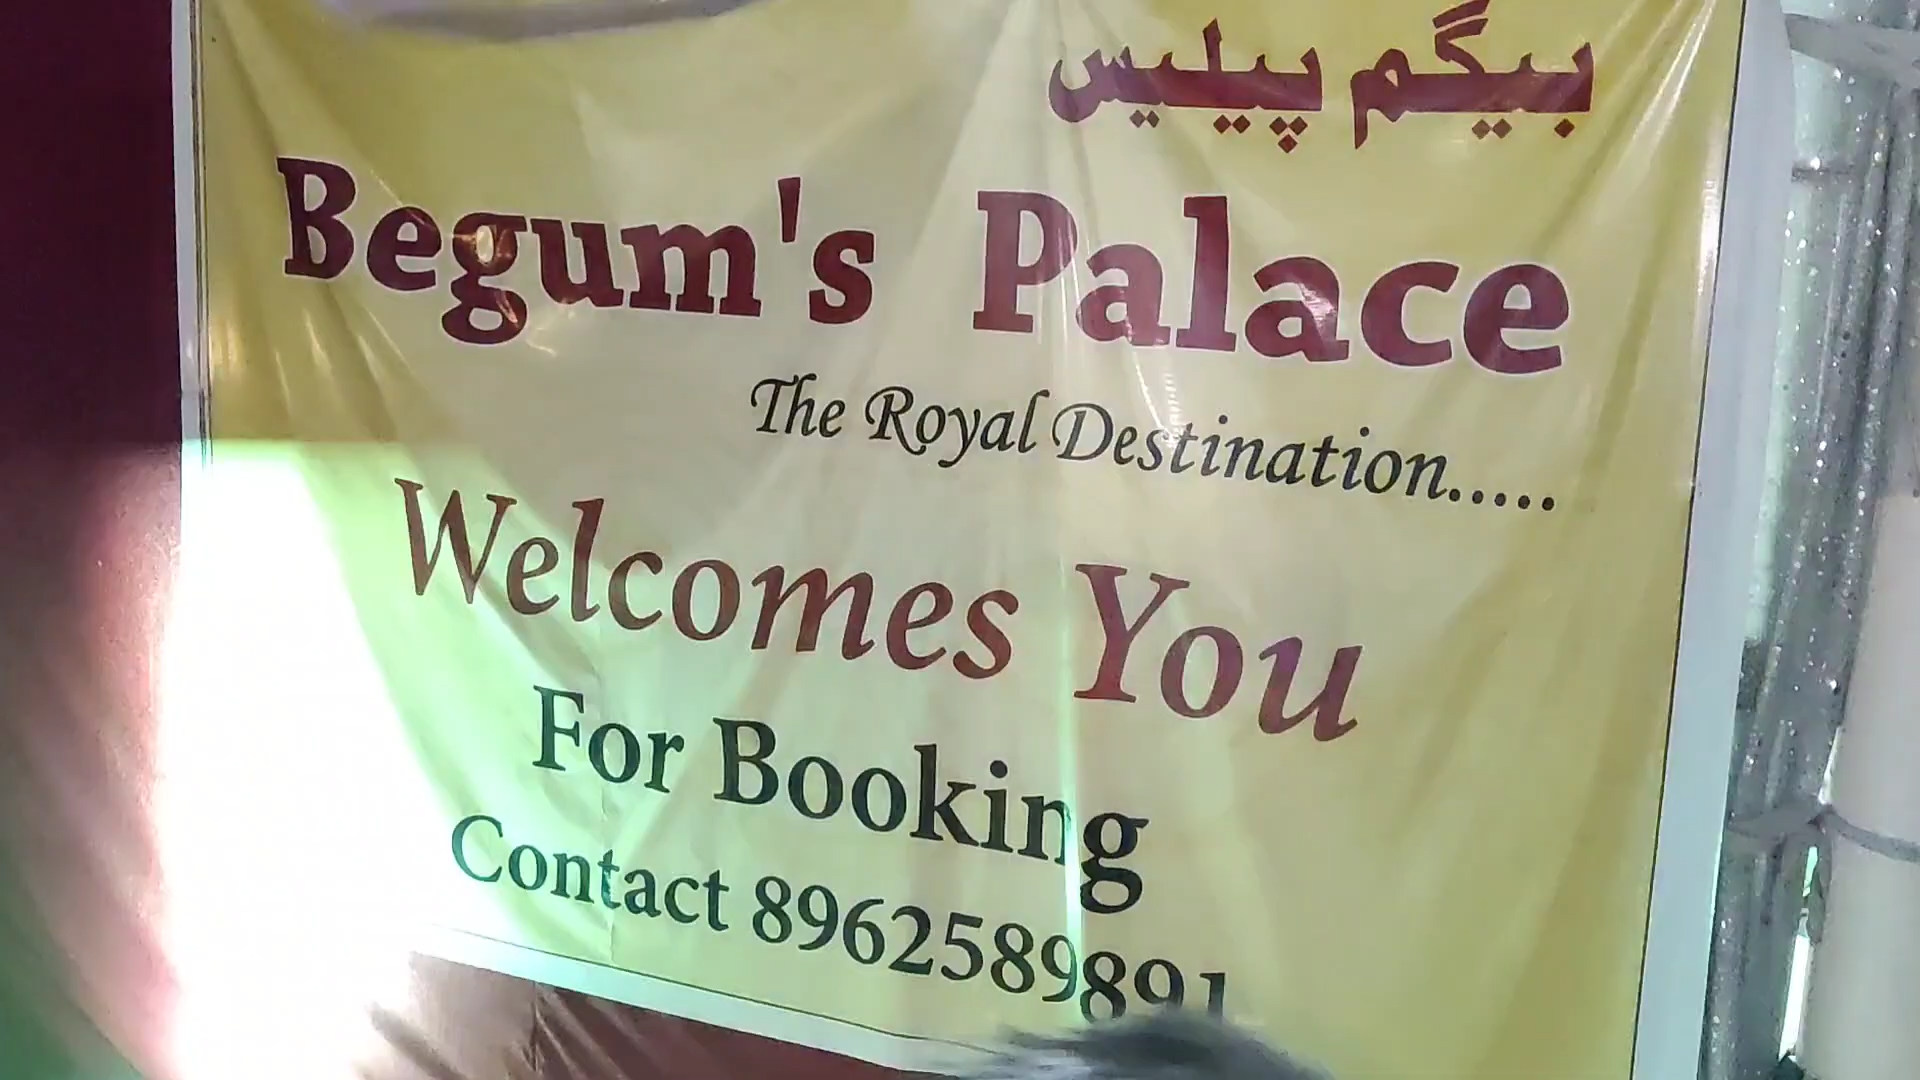 بیگم پیلیس
Begum's Palace
The Royal Destination.....
Welcomes You
For Booking
Contact 8962589891